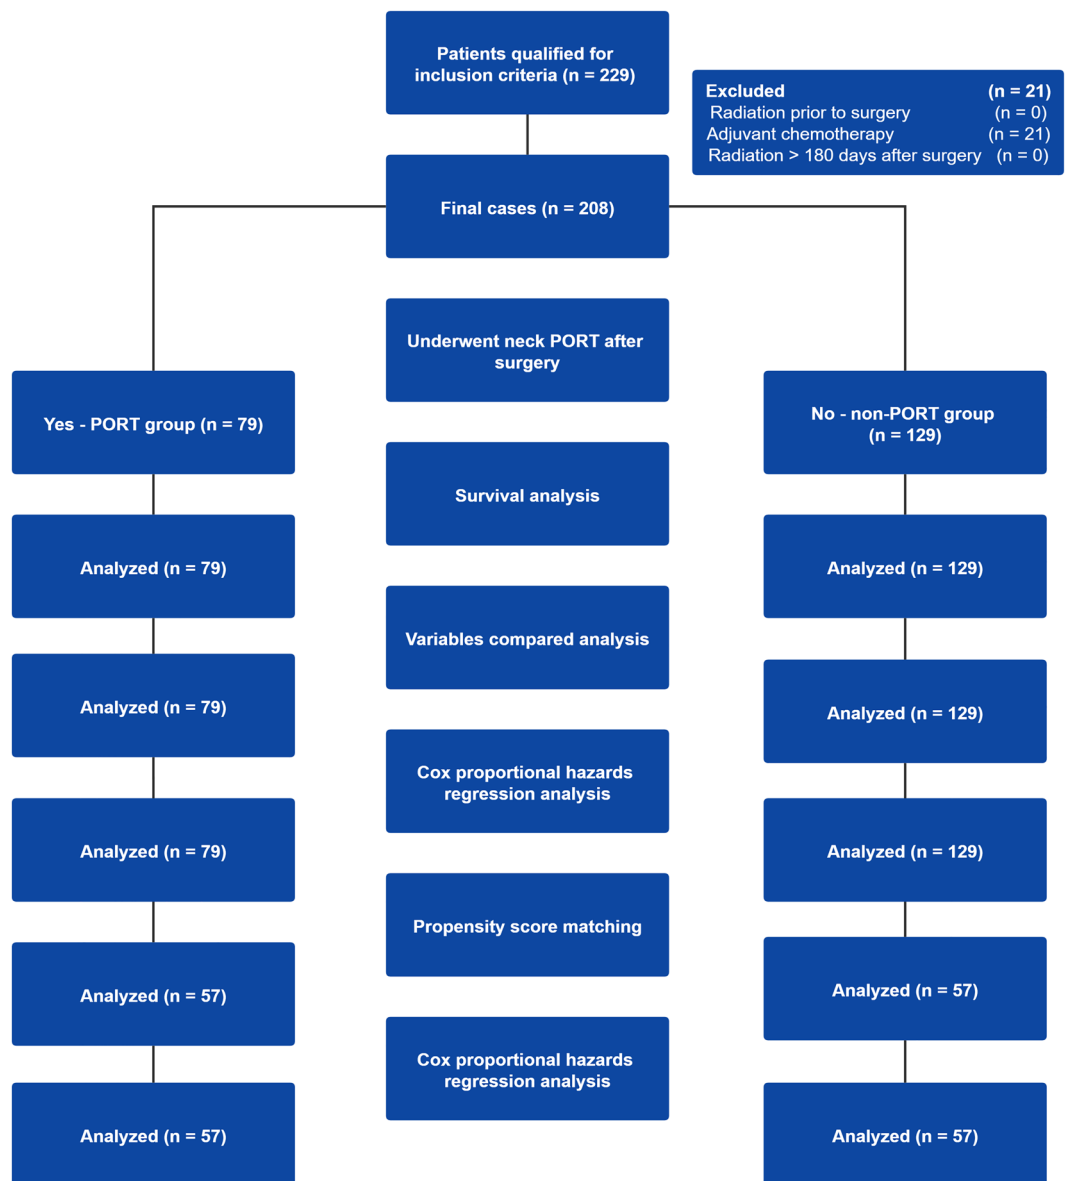 Patients qualified for
inclusion criteria (n = 229)
Excluded (n = 21)
Radiation prior to surgery (n = 0)
Adjuvant chemotherapy (n = 21)
Radiation > 180 days after surgery (n = 0)
Final cases (n = 208)
Underwent neck PORT after
surgery
Yes - PORT group (n = 79)
No - non-PORT group
(n = 129)
Survival analysis
Analyzed (n = 79)
Analyzed (n = 129)
Variables compared analysis
Analyzed (n = 79)
Analyzed (n = 129)
Cox proportional hazards
regression analysis
Analyzed (n = 79)
Analyzed (n = 129)
Propensity score matching
Analyzed (n = 57)
Analyzed (n = 57)
Cox proportional hazards
regression analysis
Analyzed (n = 57)
Analyzed (n = 57)